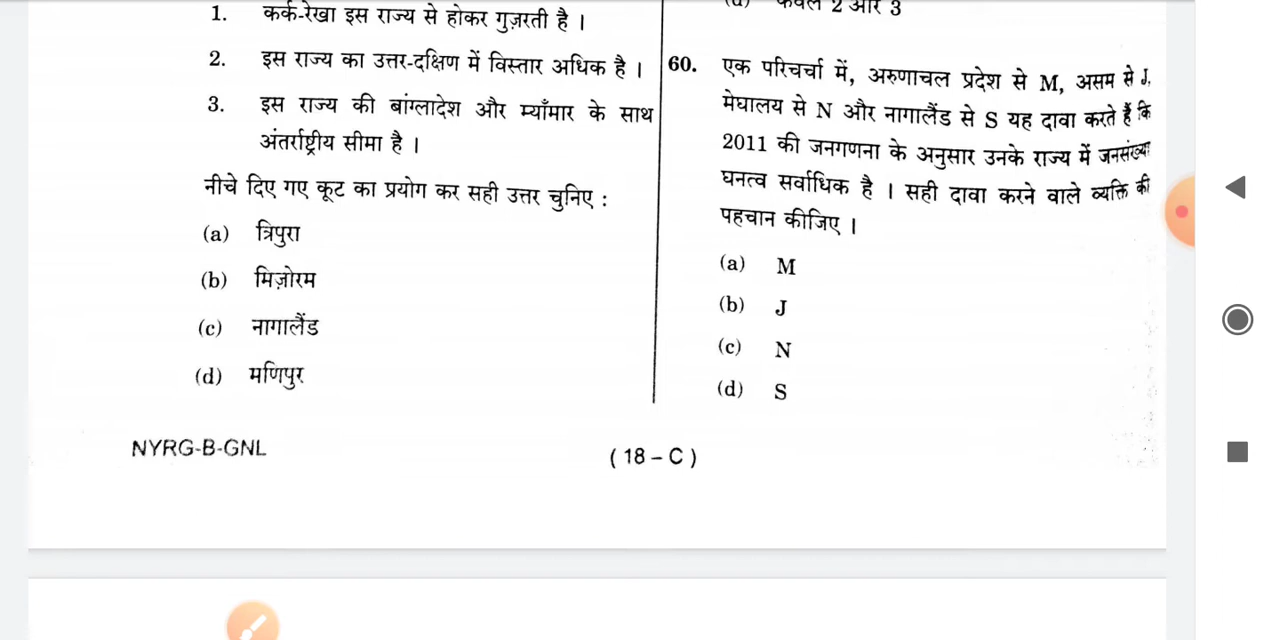 1. कर्क-रेखा इस राज्य से होकर गुज़रती है ।
2. इस राज्य का उत्तर-दक्षिण में विस्तार अधिक है ।
3. इस राज्य की बांग्लादेश और म्याँमार के साथ
अंतर्राष्ट्रीय सीमा है ।
नीचे दिए गए कूट का प्रयोग कर सही उत्तर चुनिए :
(a) त्रिपुरा
(b) मिज़ोरम
(c) नागालैंड
(d) मणिपुर
(d) केवल 2 और 3
60. एक परिचर्चा में, अरुणाचल प्रदेश से M, असम से J,
मेघालय से N और नागालैंड से S यह दावा करते हैं कि
2011 की जनगणना के अनुसार उनके राज्य में जनसंख्या
घनत्व सर्वाधिक है । सही दावा करने वाले व्यक्ति की
पहचान कीजिए ।
(a) M
(b) J
(c) N
(d) S
NYRG-B-GNL
( 18 – C )